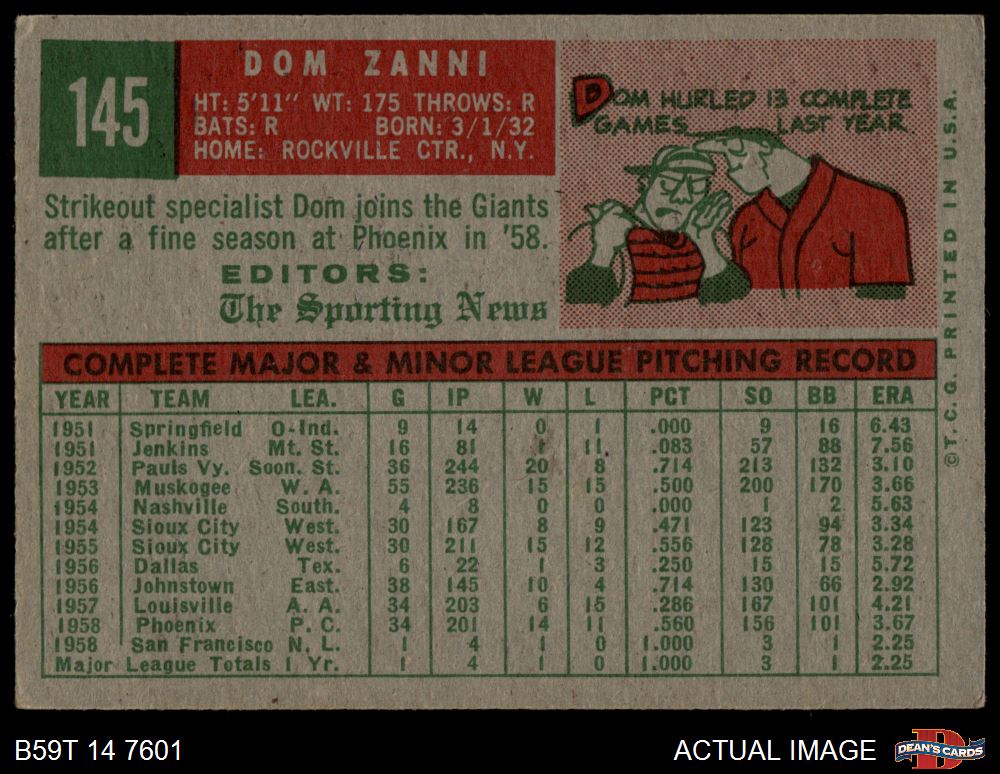 145
DOM ZANNI
HT: 5'11" WT: 175 THROWS: R
BATS: R BORN: 3/1/32
HOME: ROCKVILLE CTR., N.Y.
DOM HURLED 13 COMPLETE
GAMES LAST YEAR.
Strikeout specialist Dom joins the Giants
after a fine season at Phoenix in '58.
EDITORS:
The Sporting News
©T.C.G. PRINTED IN U.S.A.
COMPLETE MAJOR & MINOR LEAGUE PITCHING RECORD
YEAR TEAM LEA. G IP W L PCT SO BB ERA
1951 Springfield O-Ind. 9 14 0 1 .000 9 16 6.43
1951 Jenkins Mt. St. 16 81 1 11 .083 57 88 7.56
1952 Pauls Vy. Soon. St. 36 244 20 8 .714 213 132 3.10
1953 Muskogee W. A. 55 236 15 15 .500 200 170 3.66
1954 Nashville South. 4 8 0 0 .000 1 2 5.63
1954 Sioux City West. 30 167 8 9 .471 123 94 3.34
1955 Sioux City West. 30 211 15 12 .556 128 78 3.28
1956 Dallas Tex. 6 22 1 3 .250 15 15 5.72
1956 Johnstown East. 38 145 10 4 .714 130 66 2.92
1957 Louisville A. A. 34 203 6 15 .286 167 101 4.21
1958 Phoenix P. C. 34 201 14 11 .560 156 101 3.67
1958 San Francisco N. L. 1 4 1 0 1.000 3 1 2.25
Major League Totals 1 Yr. 1 4 1 0 1.000 3 1 2.25
B59T 14 7601
ACTUAL IMAGE
D
DEAN'S CARDS